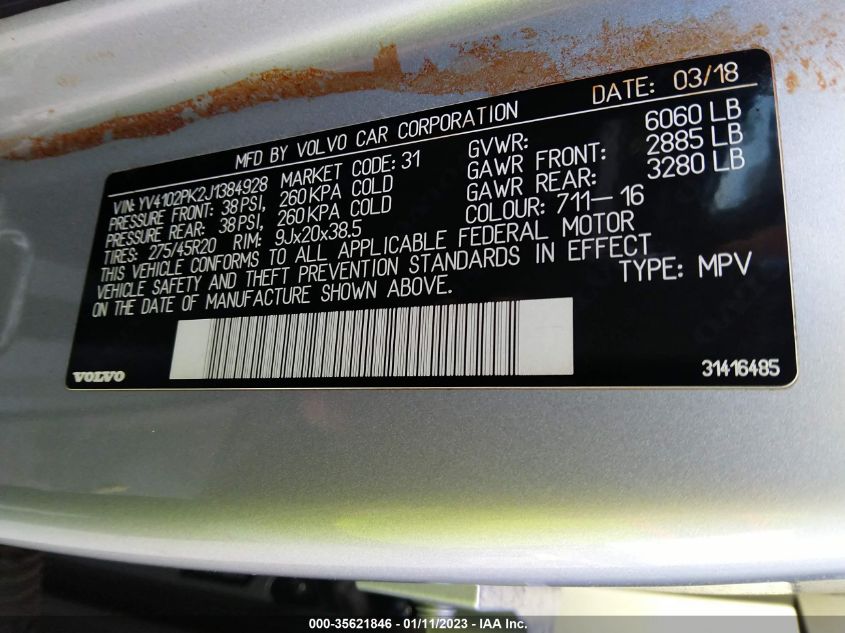 MFD BY VOLVO CAR CORPORATION DATE: 03/18
VIN: YV4102PK2J1384928 MARKET CODE: 31 GVWR: 6060 LB
PRESSURE FRONT: 38 PSI, 260 KPA COLD GAWR FRONT: 2885 LB
PRESSURE REAR: 38 PSI, 260 KPA COLD GAWR REAR: 3280 LB
TIRES: 275/45R20 RIM: 9Jx20x38.5 COLOUR: 711-16
THIS VEHICLE CONFORMS TO ALL APPLICABLE FEDERAL MOTOR
VEHICLE SAFETY AND THEFT PREVENTION STANDARDS IN EFFECT
ON THE DATE OF MANUFACTURE SHOWN ABOVE. TYPE: MPV
VOLVO 31416485
000-35621846 - 01/11/2023 - IAA Inc.